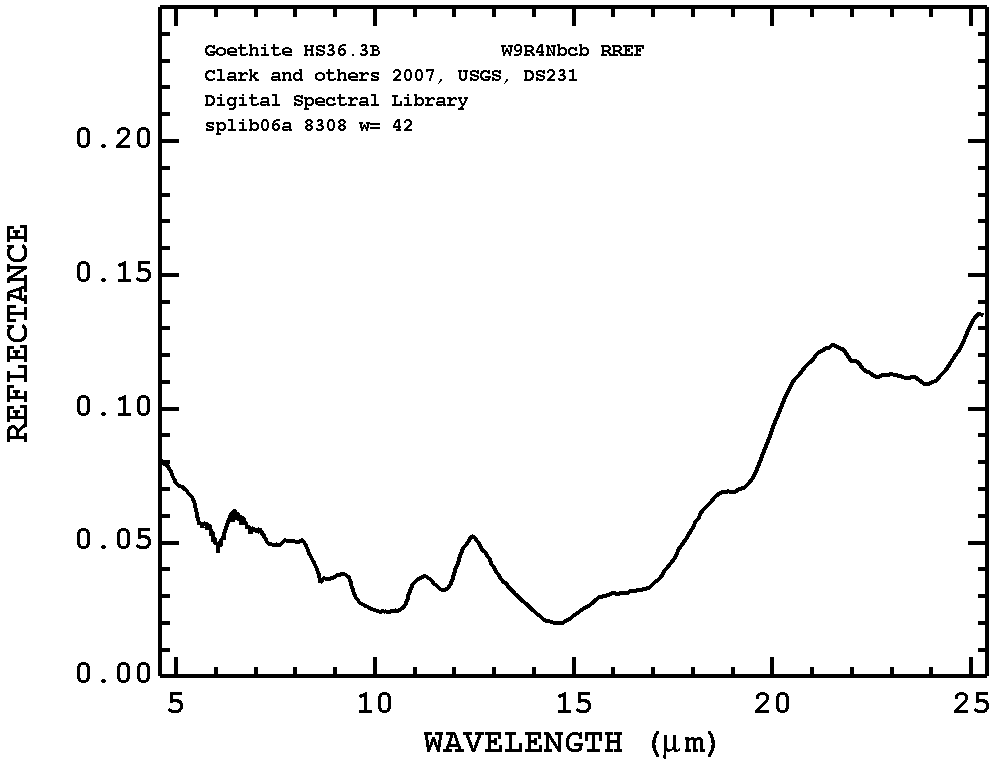 Goethite HS36.3B W9R4Nbcb RREF
Clark and others 2007, USGS, DS231
Digital Spectral Library
splib06a 8308 w= 42
REFLECTANCE
0.20
0.15
0.10
0.05
0.00
5 10 15 20 25
WAVELENGTH (μm)